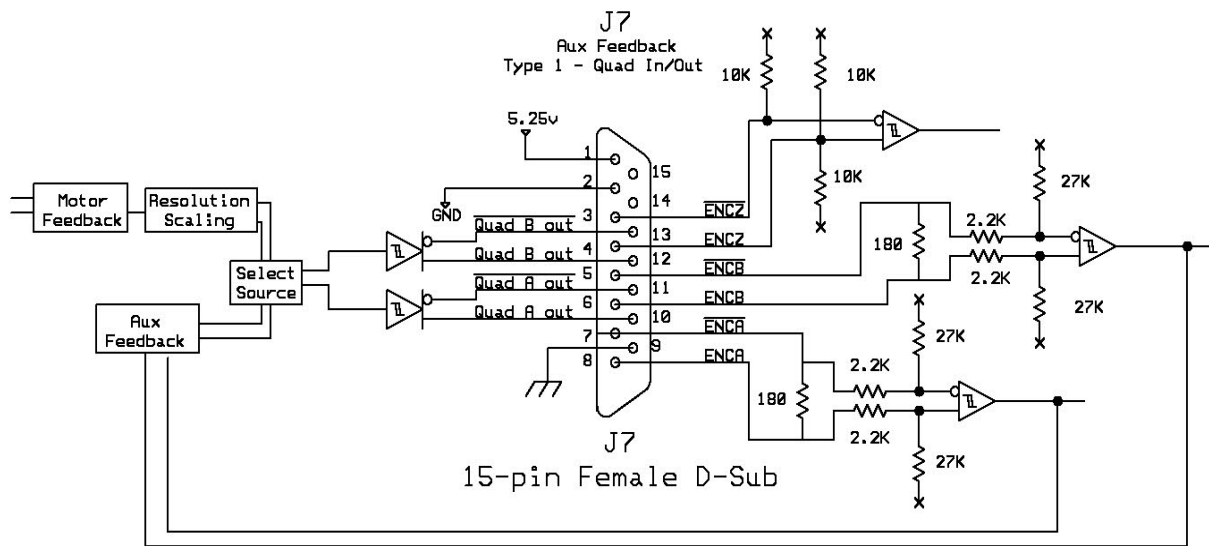 J7
Aux Feedback
Type 1 - Quad In/Out
10K
10K
5.25v
1
15
10K
27K
Motor
Feedback
Resolution
Scaling
2
14
GND
3
ENCZ
2.2K
Quad B out
13
4
ENCZ
180
Quad B out
12
5
ENCB
2.2K
Select
Source
Quad A out
11
6
ENCB
27K
Aux
Feedback
Quad A out
10
7
ENCA
27K
9
8
ENCA
2.2K
180
2.2K
J7
27K
15-pin Female D-Sub